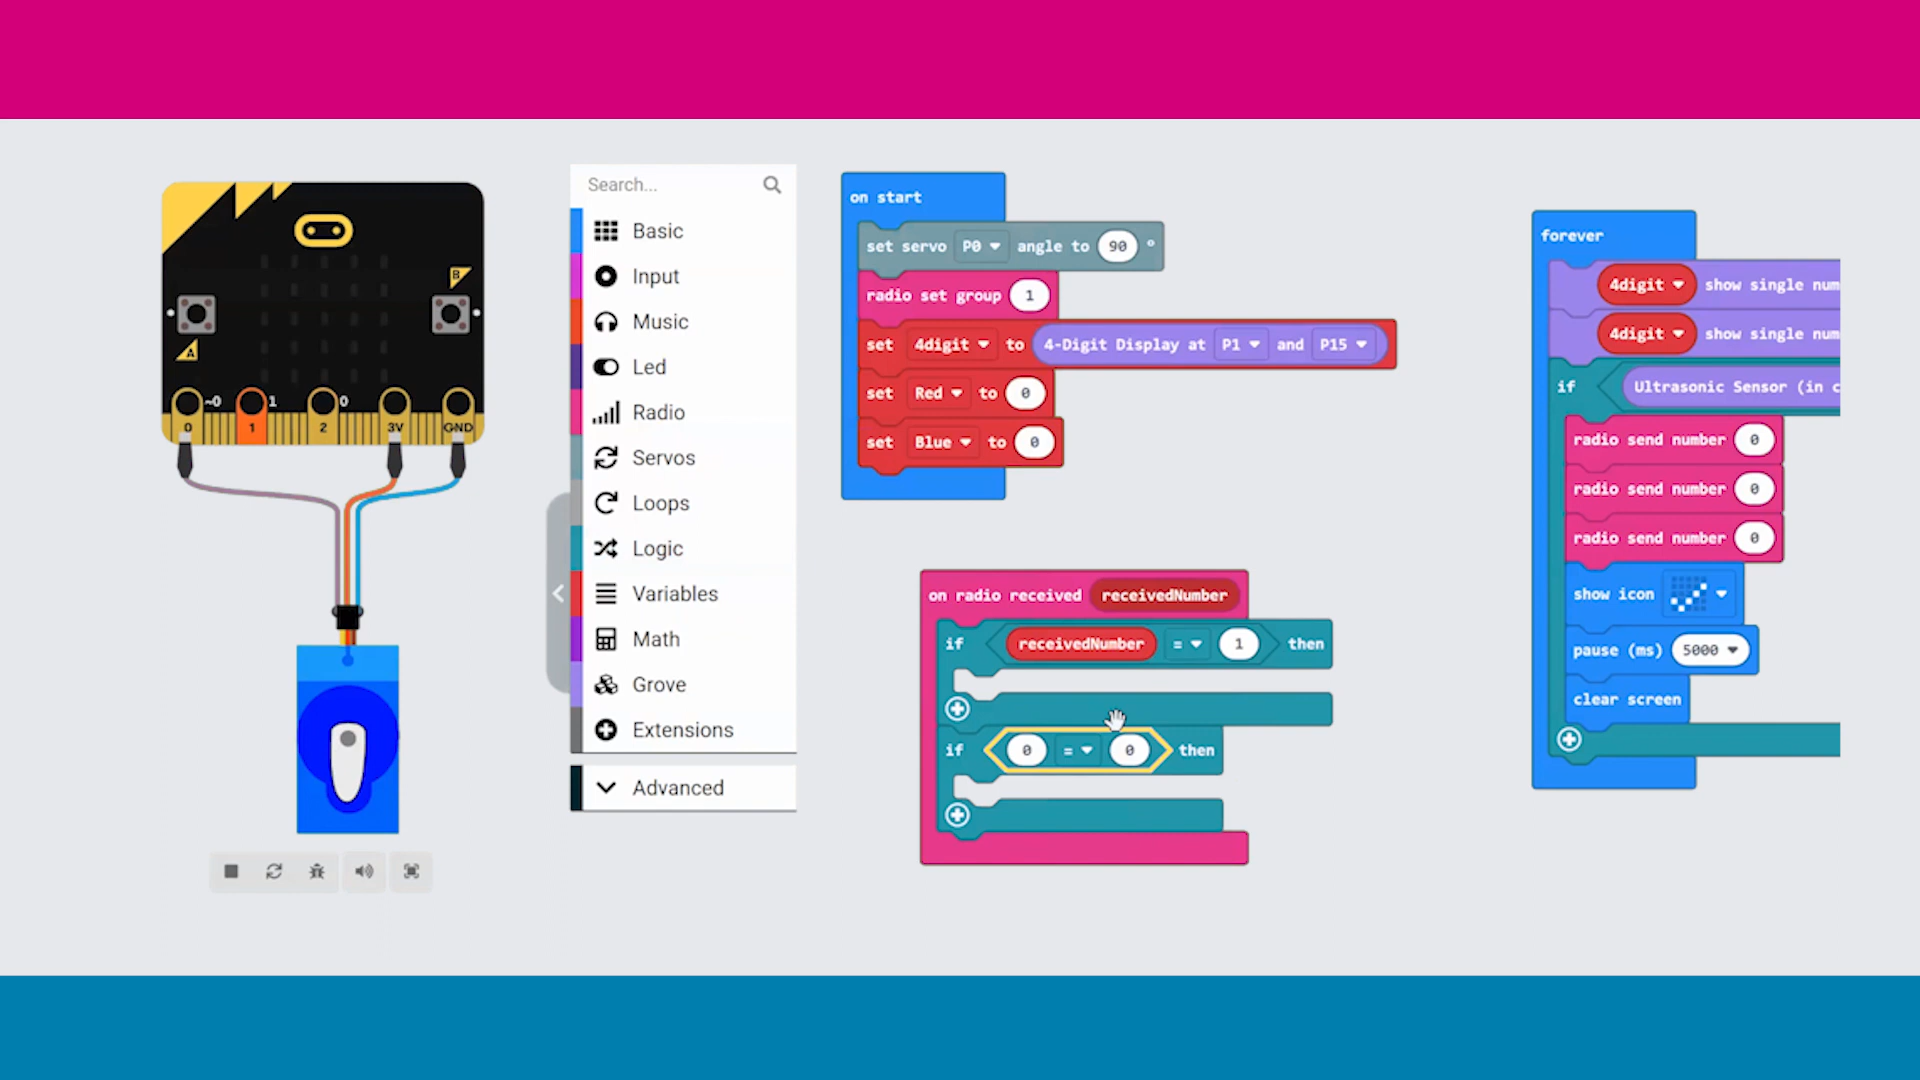 B
A
~0
1
0
0
1
2
3V
GND
Search...
Basic
Input
Music
Led
Radio
Servos
Loops
Logic
Variables
Math
Grove
Extensions
Advanced
on start
set servo P0 angle to 90 °
radio set group 1
set 4digit to 4-Digit Display at P1 and P15
set Red to 0
set Blue to 0
on radio received receivedNumber
if receivedNumber = 1 then
if 0 = 0 then
forever
4digit show single num
4digit show single num
if Ultrasonic Sensor (in c
radio send number 0
radio send number 0
radio send number 0
show icon
pause (ms) 5000
clear screen